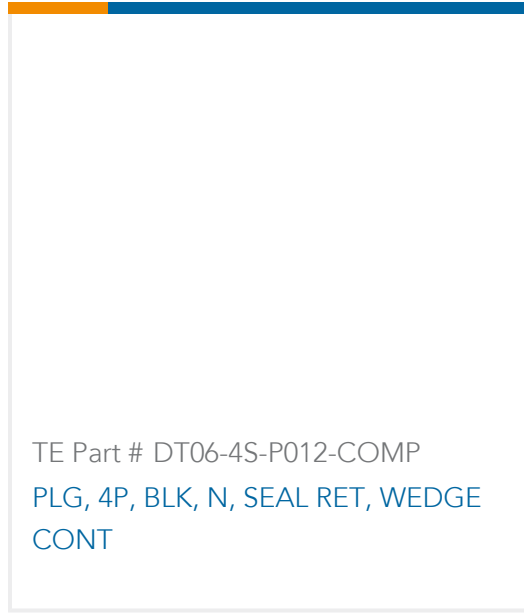 TE Part # DT06-4S-P012-COMP
PLG, 4P, BLK, N, SEAL RET, WEDGE
CONT